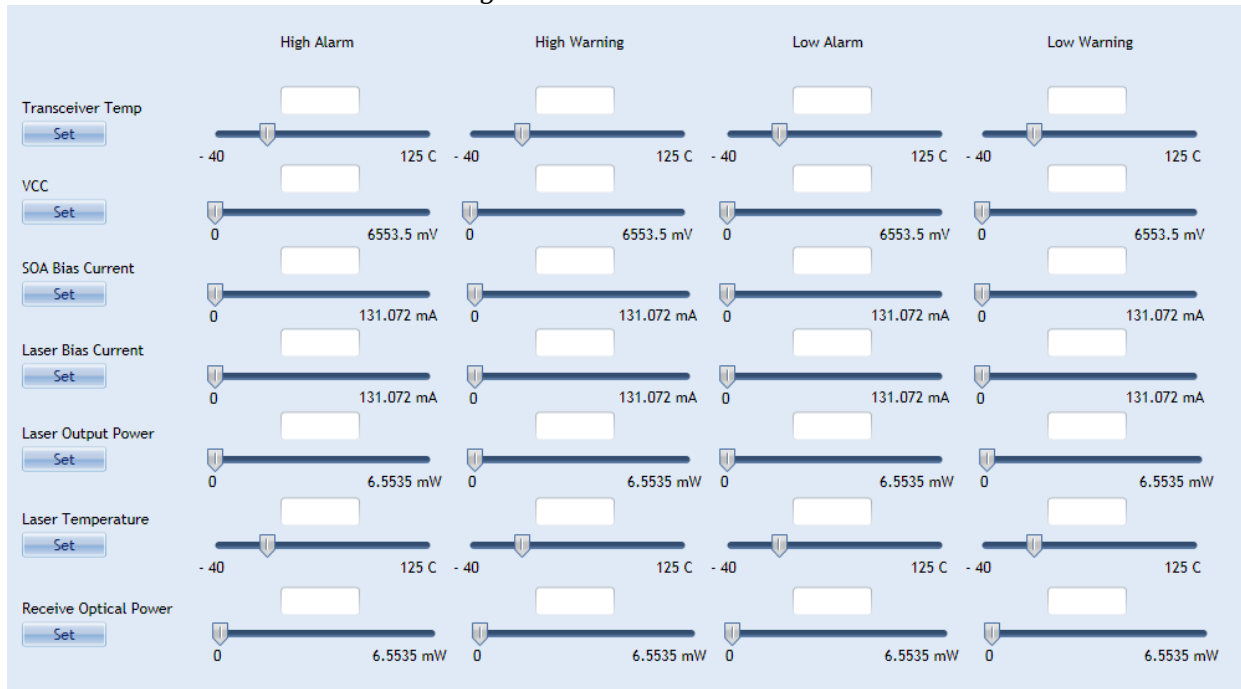 High Alarm High Warning Low Alarm Low Warning
Transceiver Temp
Set
- 40 125 C - 40 125 C - 40 125 C - 40 125 C
VCC
Set
0 6553.5 mV 0 6553.5 mV 0 6553.5 mV 0 6553.5 mV
SOA Bias Current
Set
0 131.072 mA 0 131.072 mA 0 131.072 mA 0 131.072 mA
Laser Bias Current
Set
0 131.072 mA 0 131.072 mA 0 131.072 mA 0 131.072 mA
Laser Output Power
Set
0 6.5535 mW 0 6.5535 mW 0 6.5535 mW 0 6.5535 mW
Laser Temperature
Set
- 40 125 C - 40 125 C - 40 125 C - 40 125 C
Receive Optical Power
Set
0 6.5535 mW 0 6.5535 mW 0 6.5535 mW 0 6.5535 mW